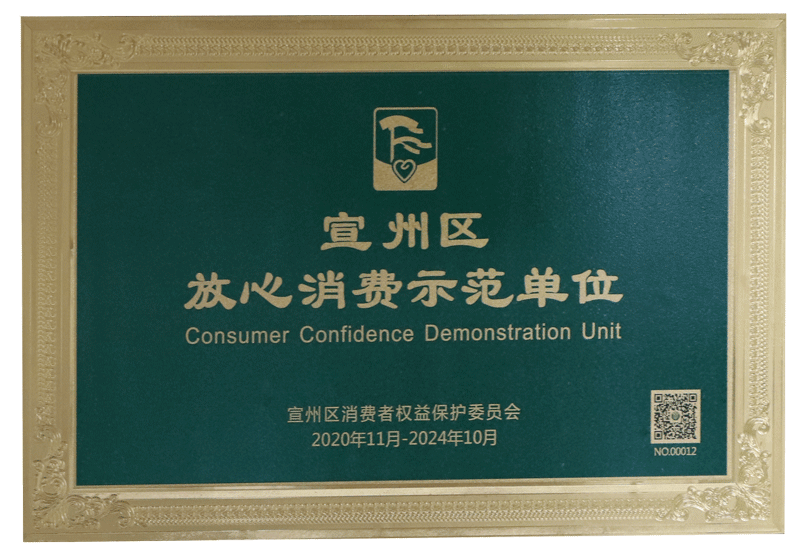 宣州区
放心消费示范单位
Consumer Confidence Demonstration Unit
宣州区消费者权益保护委员会
2020年11月-2024年10月
NO.00012